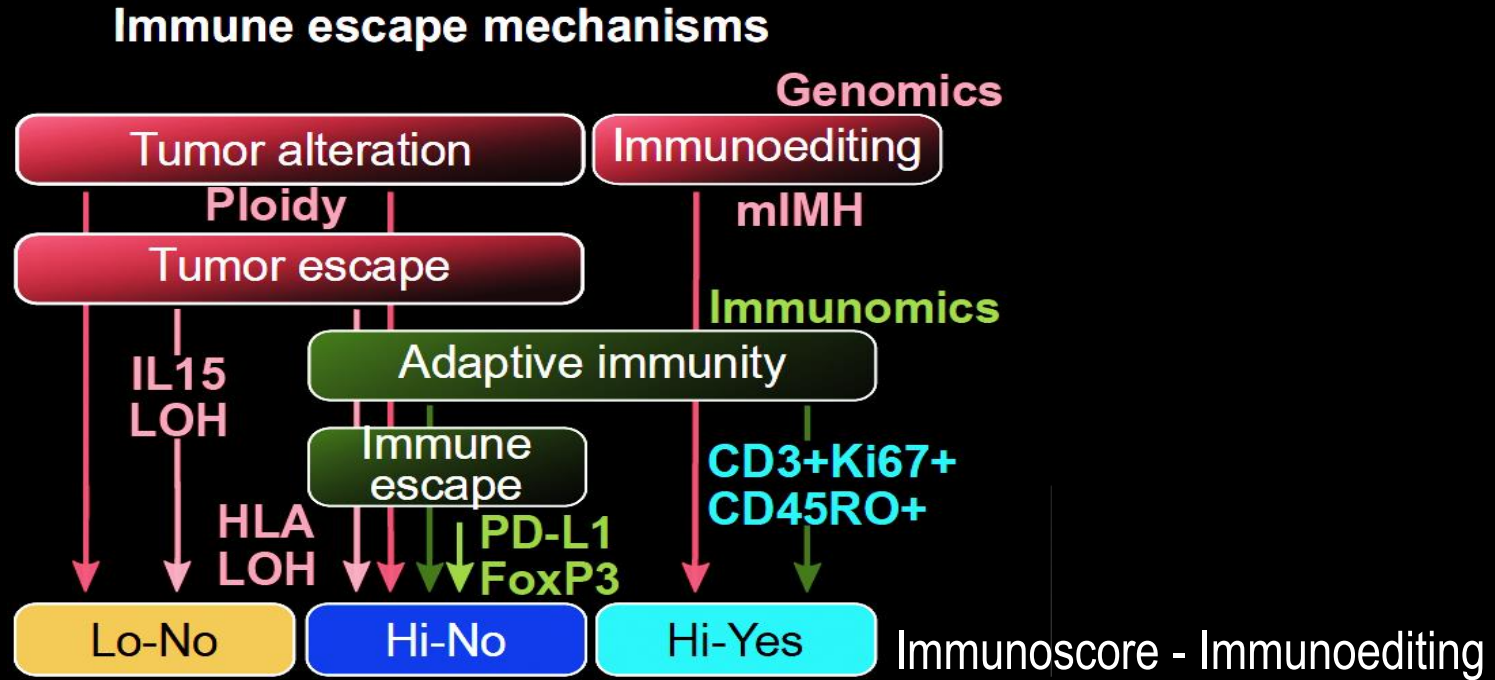 Immune escape mechanisms
Genomics
Tumor alteration
Immunoediting
Ploidy
mIMH
Tumor escape
Immunomics
Adaptive immunity
IL15
LOH
Immune
escape
CD3+Ki67+
CD45RO+
HLA
LOH
PD-L1
FoxP3
Lo-No
Hi-No
Hi-Yes
Immunoscore - Immunoediting